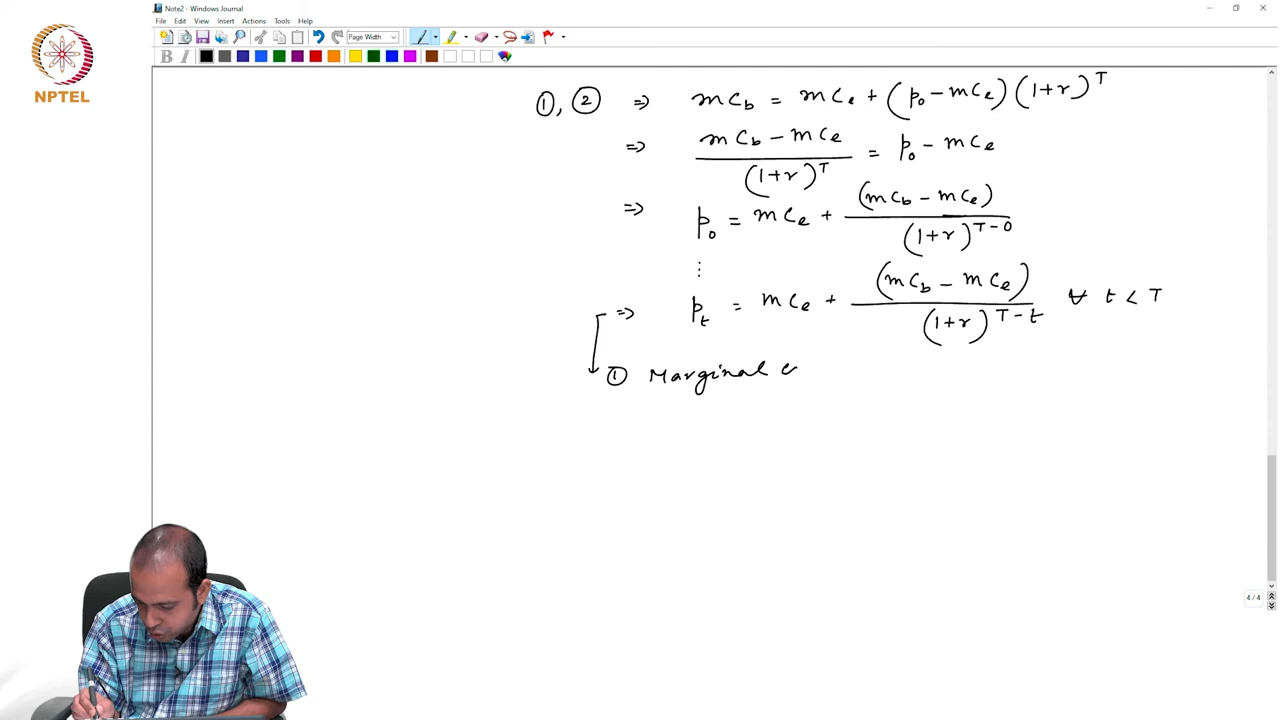 Note2 - Windows Journal
File Edit View Insert Actions Tools Help
Page Width
B I
NPTEL
①, ② ⇒ mC_b = mC_e + (p_0 - mC_e)(1+r)^T
⇒ (mC_b - mC_e) / (1+r)^T = p_0 - mC_e
⇒ p_0 = mC_e + (mC_b - mC_e) / (1+r)^{T-0}
⋮
⇒ p_t = mC_e + (mC_b - mC_e) / (1+r)^{T-t} ∀ t < T
① Marginal c
4 / 4